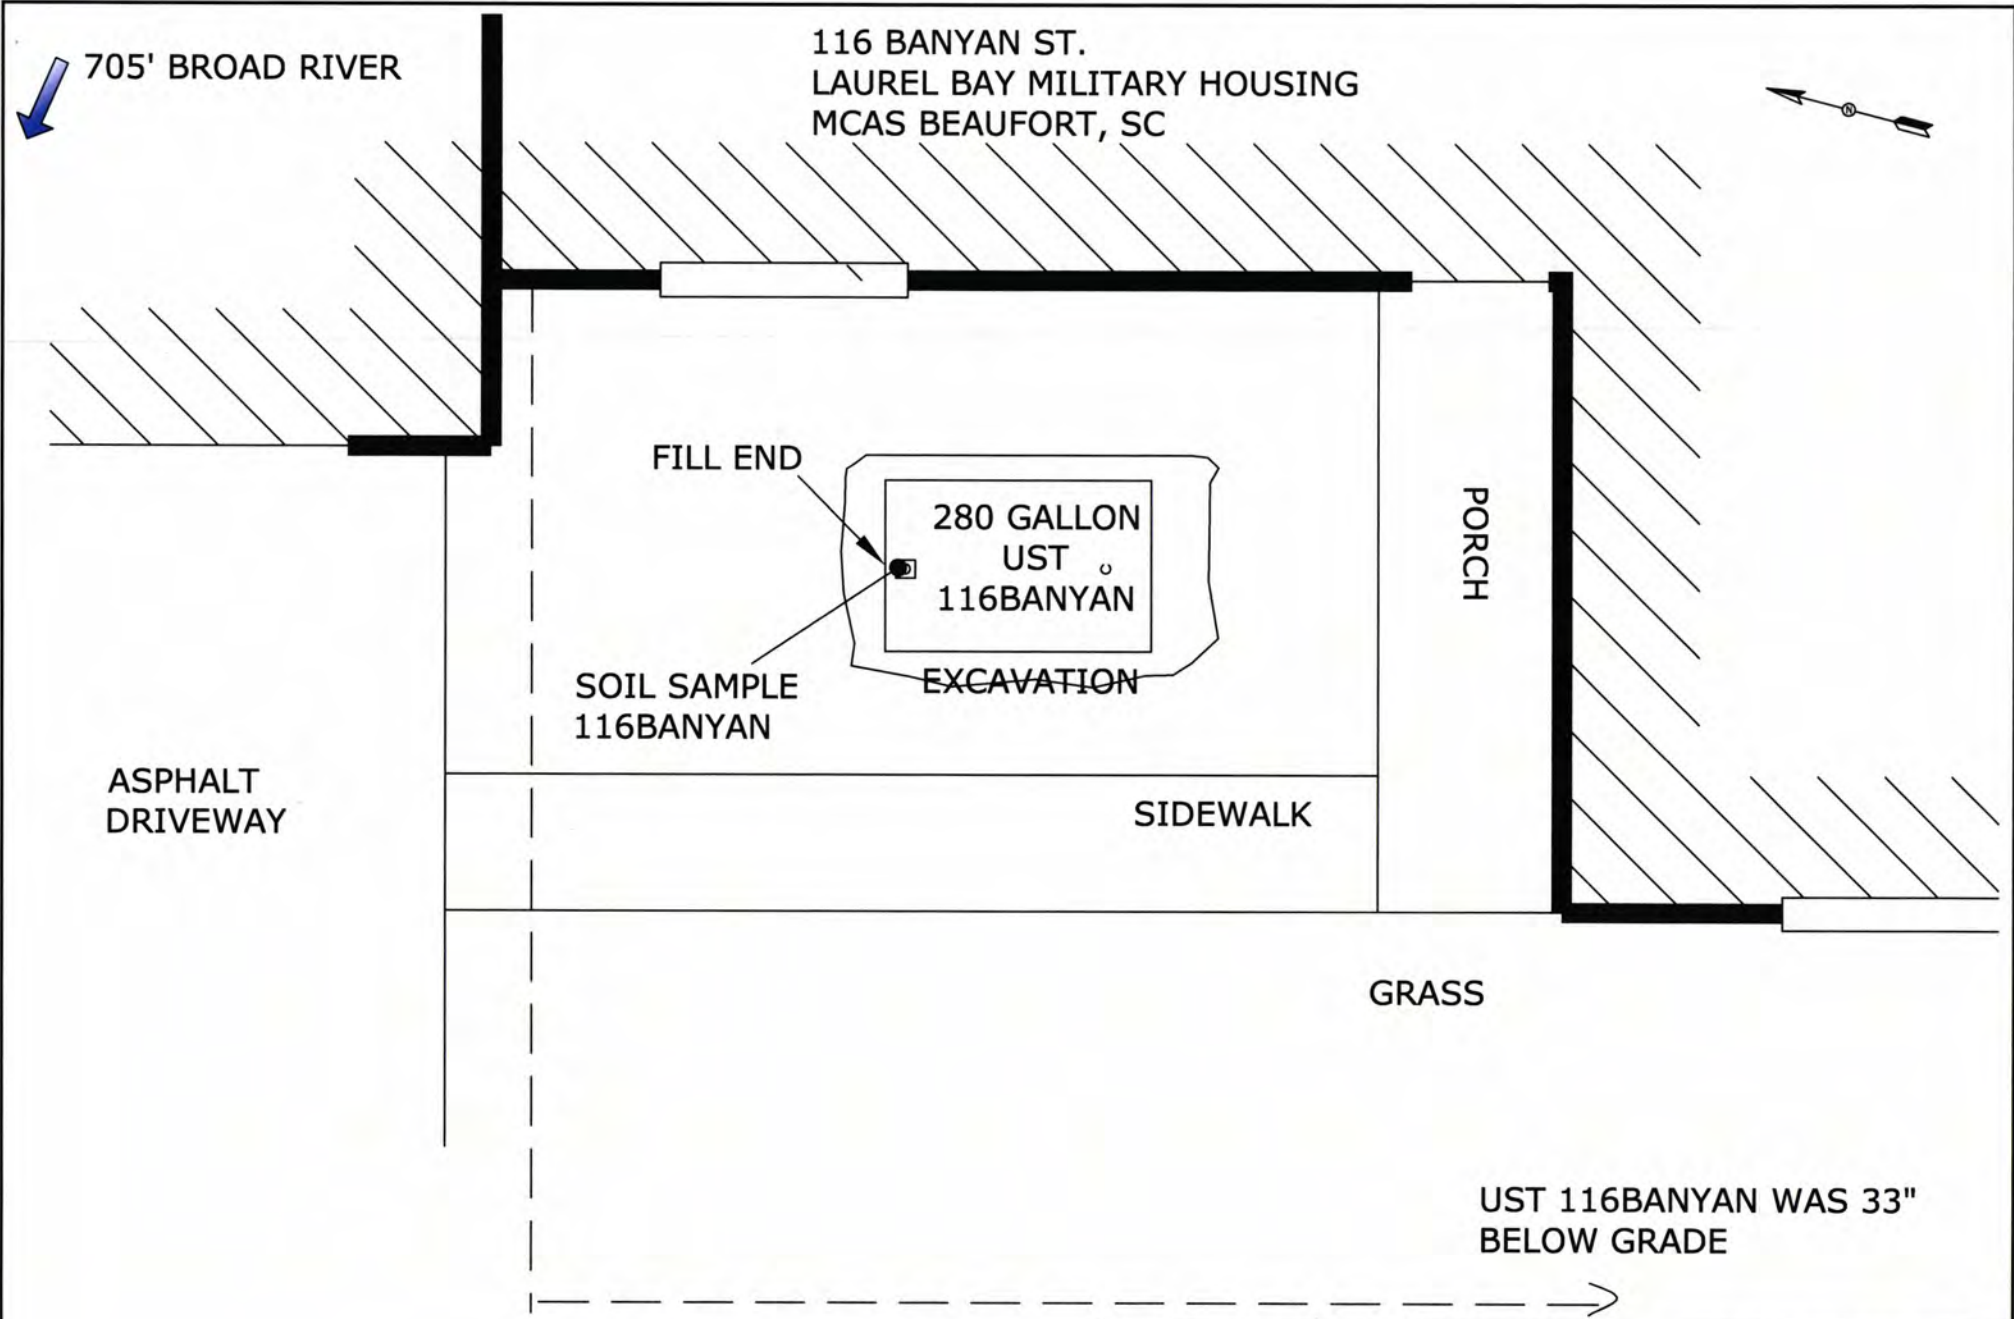 705' BROAD RIVER
116 BANYAN ST.
LAUREL BAY MILITARY HOUSING
MCAS BEAUFORT, SC
N
FILL END
280 GALLON
UST
116BANYAN
C
PORCH
SOIL SAMPLE
116BANYAN
EXCAVATION
ASPHALT
DRIVEWAY
SIDEWALK
GRASS
UST 116BANYAN WAS 33"
BELOW GRADE